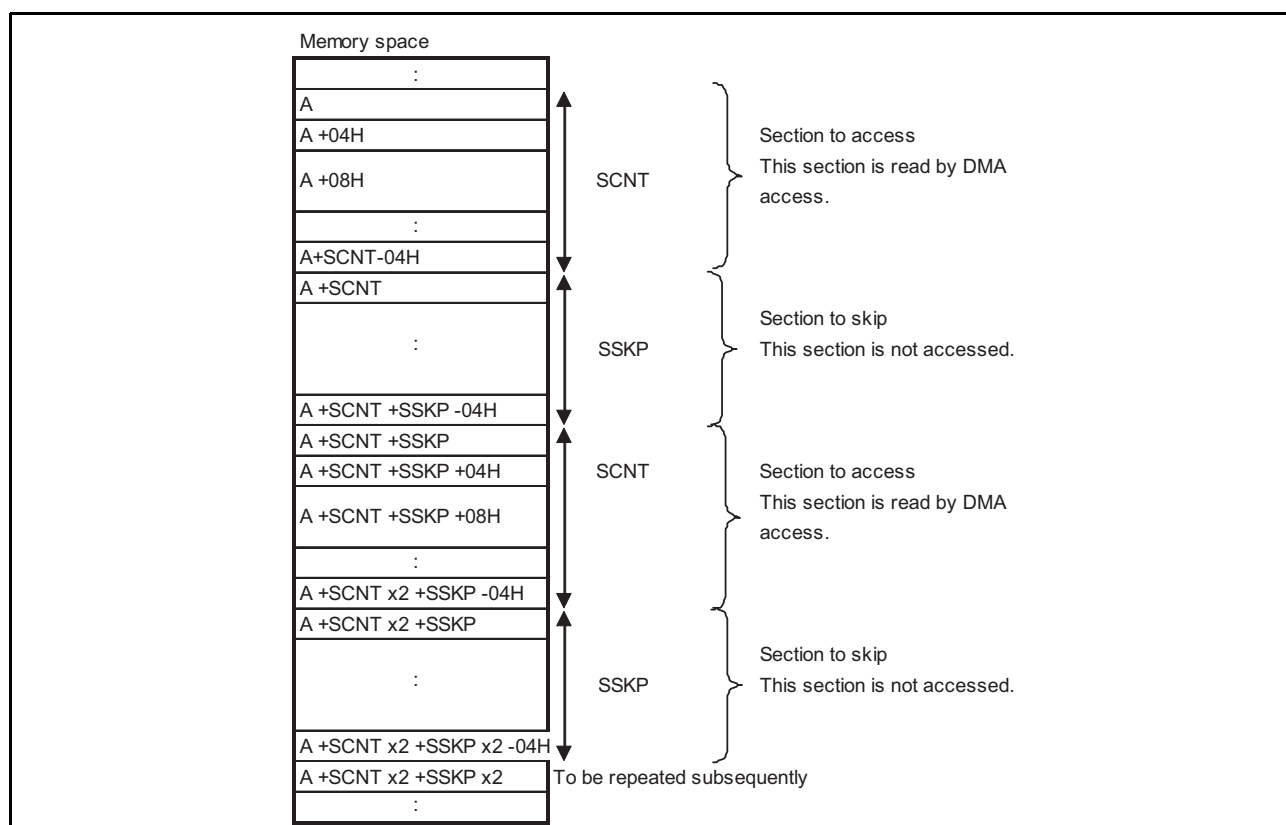 Memory space
:
A
A +04H
A +08H
:
A+SCNT-04H
SCNT
Section to access
This section is read by DMA
access.
A +SCNT
:
A +SCNT +SSKP -04H
SSKP
Section to skip
This section is not accessed.
A +SCNT +SSKP
A +SCNT +SSKP +04H
A +SCNT +SSKP +08H
:
A +SCNT x2 +SSKP -04H
SCNT
Section to access
This section is read by DMA
access.
A +SCNT x2 +SSKP
:
A +SCNT x2 +SSKP x2 -04H
SSKP
Section to skip
This section is not accessed.
A +SCNT x2 +SSKP x2 To be repeated subsequently
: